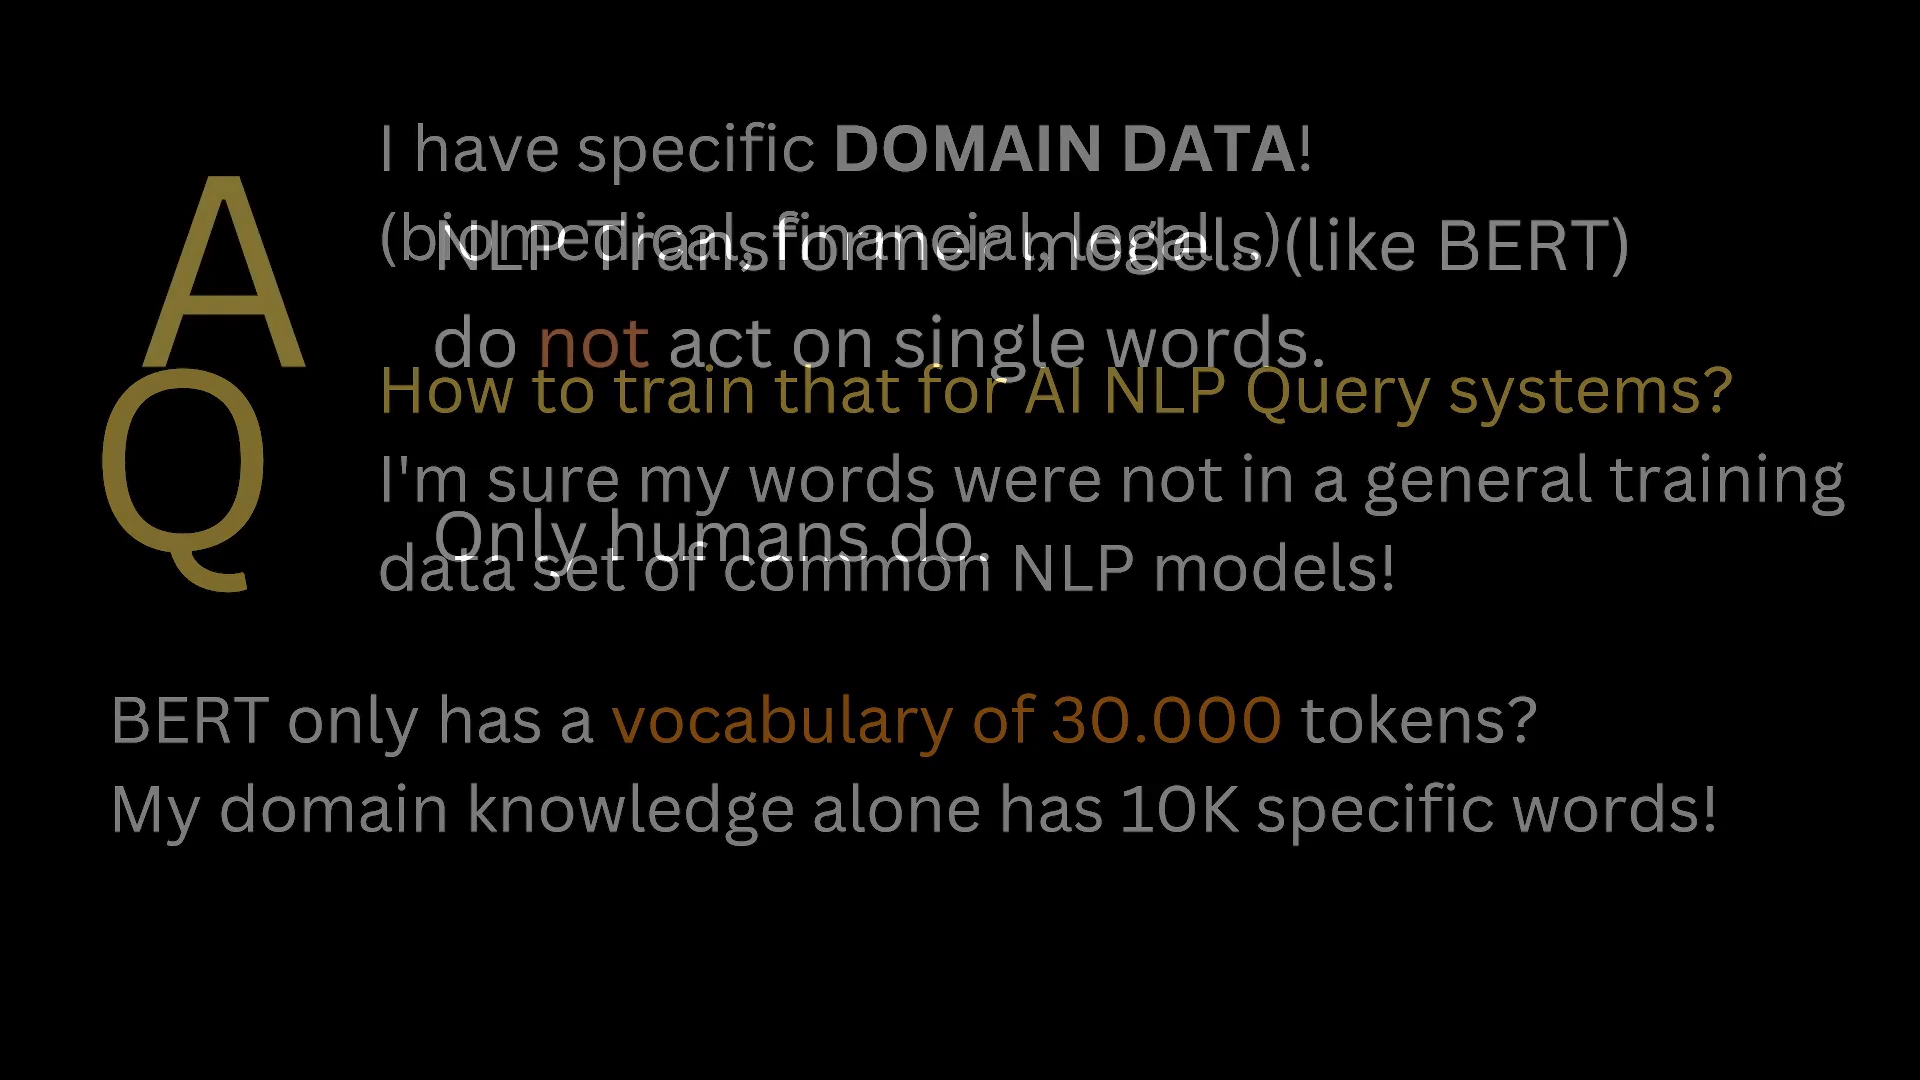 Q
I have specific DOMAIN DATA!
(biomedical, financial, legal ..)
How to train that for AI NLP Query systems?
I'm sure my words were not in a general training
data set of common NLP models!
BERT only has a vocabulary of 30.000 tokens?
My domain knowledge alone has 10K specific words!
A
NLP Transformer models (like BERT)
do not act on single words.
Only humans do.